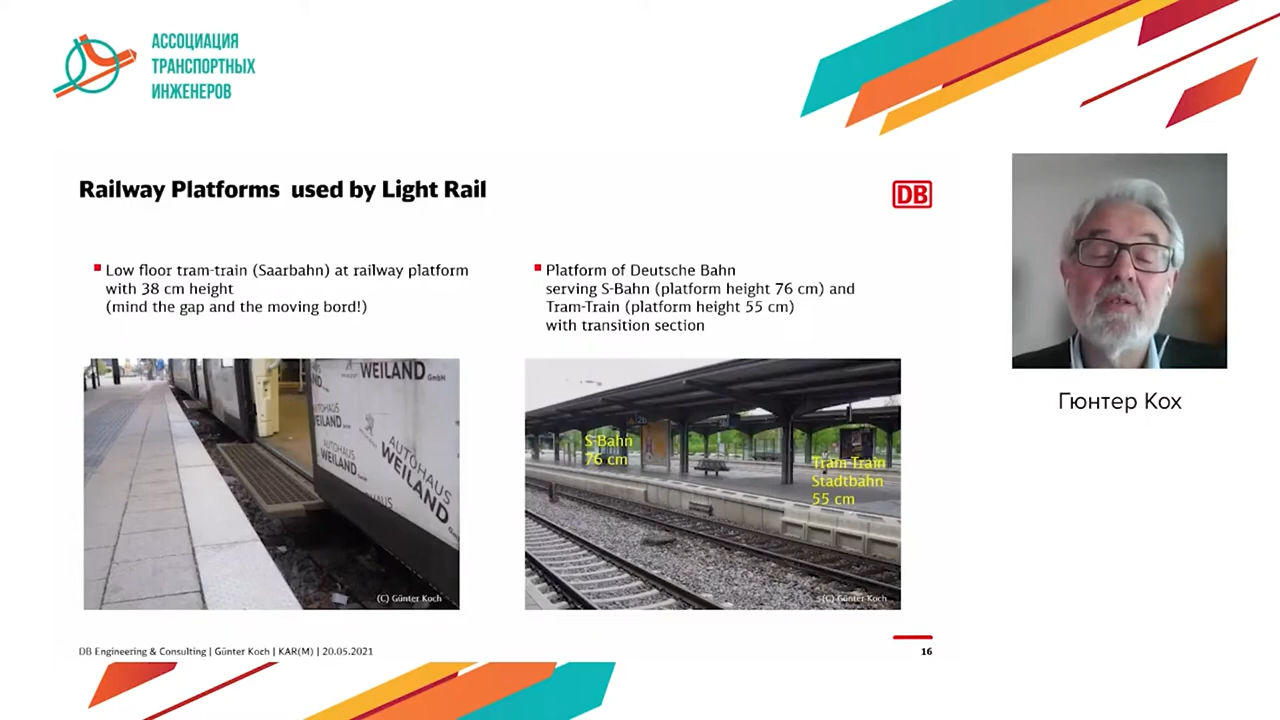 АССОЦИАЦИЯ
ТРАНСПОРТНЫХ
ИНЖЕНЕРОВ
Railway Platforms used by Light Rail
DB
Low floor tram-train (Saarbahn) at railway platform
with 38 cm height
(mind the gap and the moving bord!)
Platform of Deutsche Bahn
serving S-Bahn (platform height 76 cm) and
Tram-Train (platform height 55 cm)
with transition section
WEILAND GmbH
AUTOHAUS
WEILAND
AUTOHAUS
WEILAND
AUTOHAUS
WEILAND
(C) Günter Koch
S-Bahn
76 cm
Tram-Train
Stadtbahn
55 cm
(C) Günter Koch
Гюнтер Кох
DB Engineering & Consulting | Günter Koch | KAR(M) | 20.05.2021
16